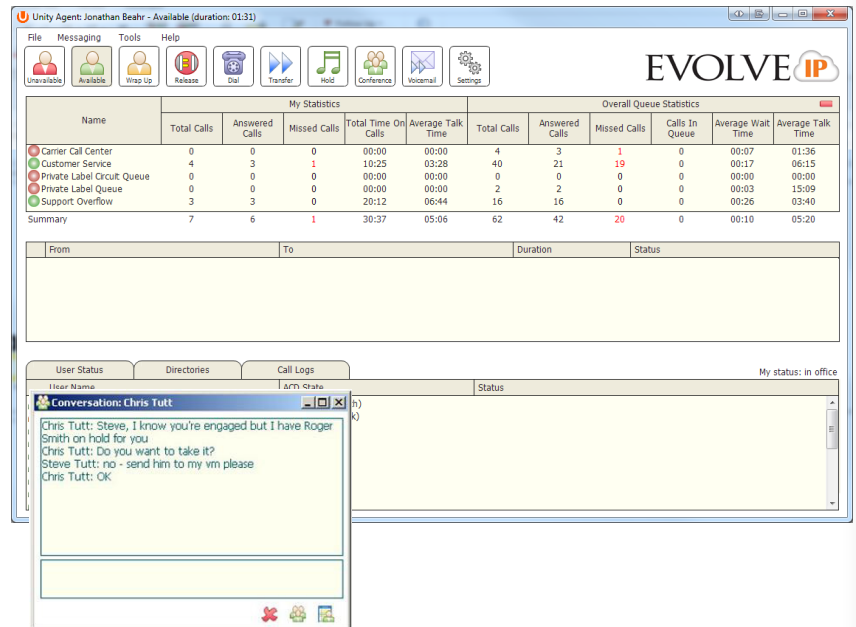 Unity Agent: Jonathan Beahr - Available (duration: 01:31)
File Messaging Tools Help
Unavailable Available Wrap Up Release Dial Transfer Hold Conference Voicemail Settings
EVOLVE IP
Name My Statistics Overall Queue Statistics
Total Calls Answered Calls Missed Calls Total Time On Calls Average Talk Time Total Calls Answered Calls Missed Calls Calls In Queue Average Wait Time Average Talk Time
Carrier Call Center 0 0 0 00:00 00:00 4 3 1 0 00:07 01:36
Customer Service 4 3 1 10:25 03:28 40 21 19 0 00:17 06:15
Private Label Circuit Queue 0 0 0 00:00 00:00 0 0 0 0 00:00 00:00
Private Label Queue 0 0 0 00:00 00:00 2 2 0 0 00:03 15:09
Support Overflow 3 3 0 20:12 06:44 16 16 0 0 00:26 03:40
Summary 7 6 1 30:37 05:06 62 42 20 0 00:10 05:20
From To Duration Status
User Status Directories Call Logs My status: in office
User Name ACD State Status
Conversation: Chris Tutt
Chris Tutt: Steve, I know you're engaged but I have Roger
Smith on hold for you
Chris Tutt: Do you want to take it?
Steve Tutt: no - send him to my vm please
Chris Tutt: OK